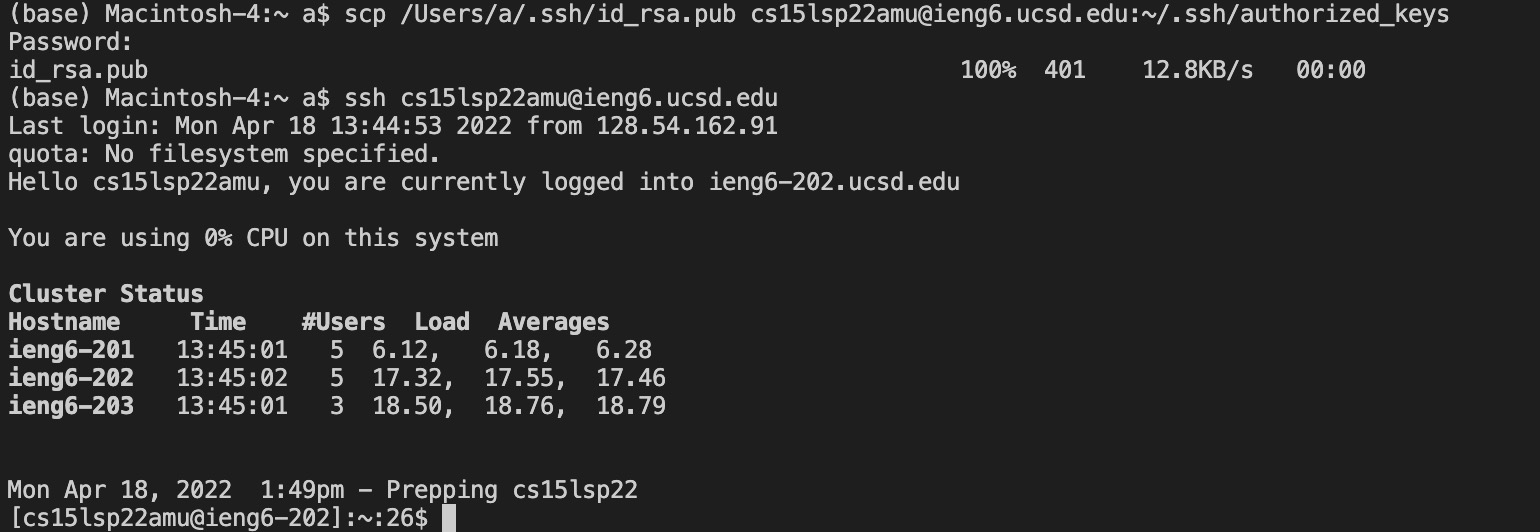 (base) Macintosh-4:~ a$ scp /Users/a/.ssh/id_rsa.pub cs15lsp22amu@ieng6.ucsd.edu:~/.ssh/authorized_keys
Password:
id_rsa.pub 100% 401 12.8KB/s 00:00
(base) Macintosh-4:~ a$ ssh cs15lsp22amu@ieng6.ucsd.edu
Last login: Mon Apr 18 13:44:53 2022 from 128.54.162.91
quota: No filesystem specified.
Hello cs15lsp22amu, you are currently logged into ieng6-202.ucsd.edu
You are using 0% CPU on this system
Cluster Status
Hostname Time #Users Load Averages
ieng6-201 13:45:01 5 6.12, 6.18, 6.28
ieng6-202 13:45:02 5 17.32, 17.55, 17.46
ieng6-203 13:45:01 3 18.50, 18.76, 18.79
Mon Apr 18, 2022 1:49pm - Prepping cs15lsp22
[cs15lsp22amu@ieng6-202]:~:26$